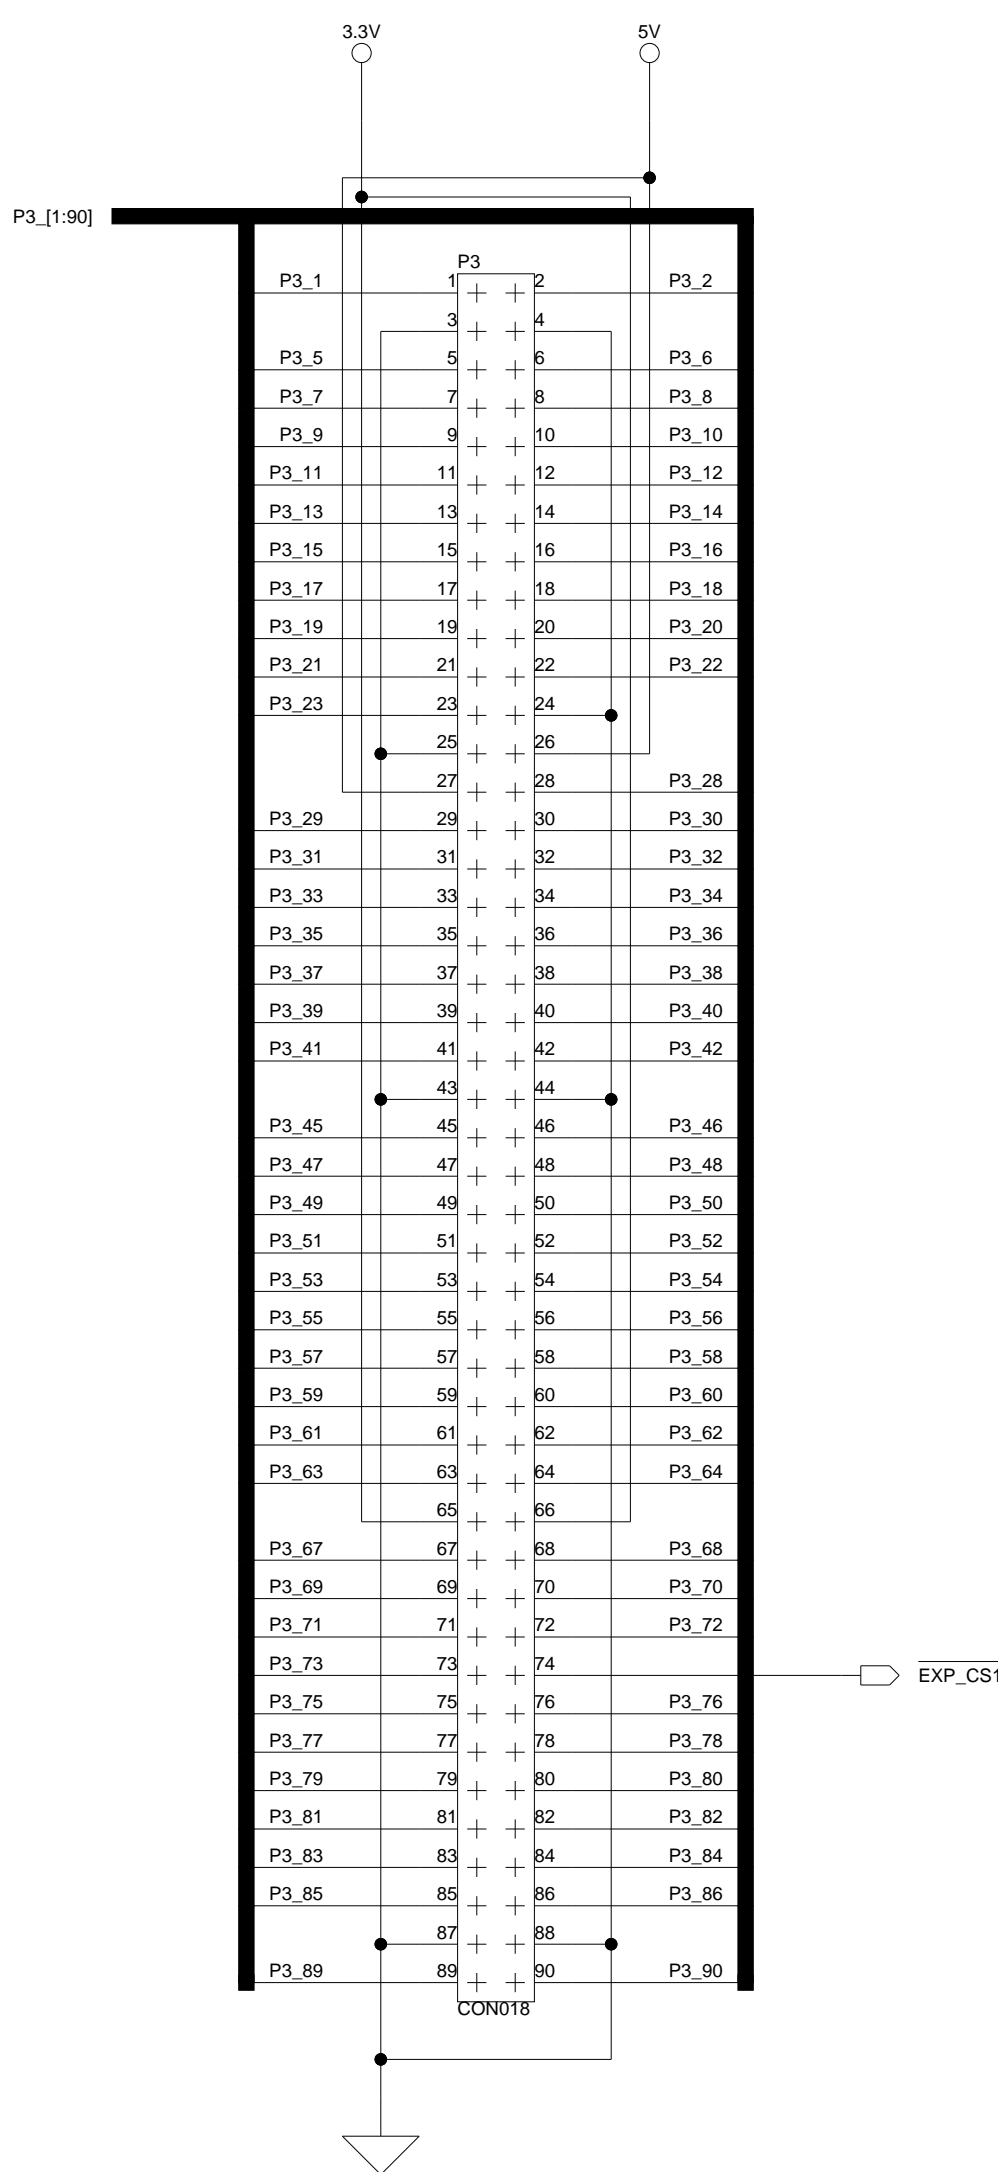 3.3V 5V
P3_[1:90]
P3
P3_1 1 2 P3_2
3 4
P3_5 5 6 P3_6
P3_7 7 8 P3_8
P3_9 9 10 P3_10
P3_11 11 12 P3_12
P3_13 13 14 P3_14
P3_15 15 16 P3_16
P3_17 17 18 P3_18
P3_19 19 20 P3_20
P3_21 21 22 P3_22
P3_23 23 24
25 26
27 28 P3_28
P3_29 29 30 P3_30
P3_31 31 32 P3_32
P3_33 33 34 P3_34
P3_35 35 36 P3_36
P3_37 37 38 P3_38
P3_39 39 40 P3_40
P3_41 41 42 P3_42
43 44
P3_45 45 46 P3_46
P3_47 47 48 P3_48
P3_49 49 50 P3_50
P3_51 51 52 P3_52
P3_53 53 54 P3_54
P3_55 55 56 P3_56
P3_57 57 58 P3_58
P3_59 59 60 P3_60
P3_61 61 62 P3_62
P3_63 63 64 P3_64
65 66
P3_67 67 68 P3_68
P3_69 69 70 P3_70
P3_71 71 72 P3_72
P3_73 73 74 EXP_CS1
P3_75 75 76 P3_76
P3_77 77 78 P3_78
P3_79 79 80 P3_80
P3_81 81 82 P3_82
P3_83 83 84 P3_84
P3_85 85 86 P3_86
87 88
P3_89 89 90 P3_90
CON018